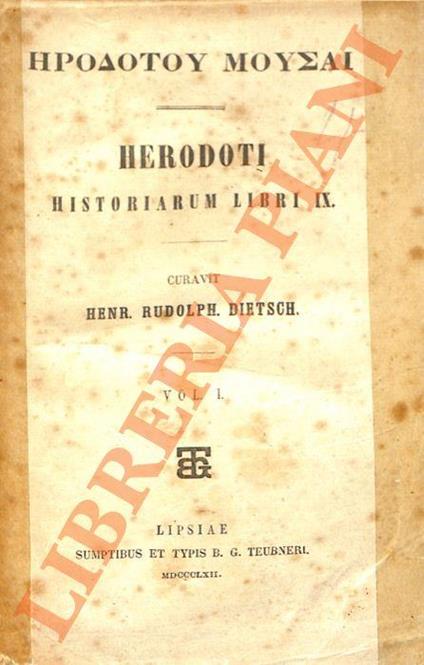 ΗΡΟΔΟΤΟΥ ΜΟΥΣΑΙ
HERODOTI
HISTORIARUM LIBRI IX.
CURAVIT
HENR. RUDOLPH. DIETSCH.
VOL. I.
BTG
LIPSIAE
SUMPTIBUS ET TYPIS B. G. TEUBNERI.
MDCCCLXII.
LIBRERIA PIANI